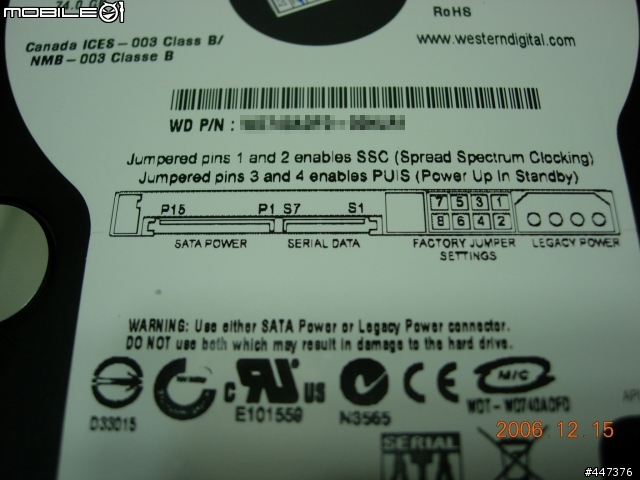 MOBILE01
74.0 G
RoHS
Canada ICES-003 Class B/
NMB-003 Classe B
www.westerndigital.com
WD P/N :
Jumpered pins 1 and 2 enables SSC (Spread Spectrum Clocking)
Jumpered pins 3 and 4 enables PUIS (Power Up In Standby)
P15 P1 S7 S1
7 5 3 1
8 6 4 2
SATA POWER SERIAL DATA FACTORY JUMPER SETTINGS LEGACY POWER
WARNING: Use either SATA Power or Legacy Power connector.
DO NOT use both which may result in damage to the hard drive.
C US CE MIC
D33015 E101559 N3565 WDT-WD740ADFD
API
SERIAL
ATA
2006.12.15
#447376